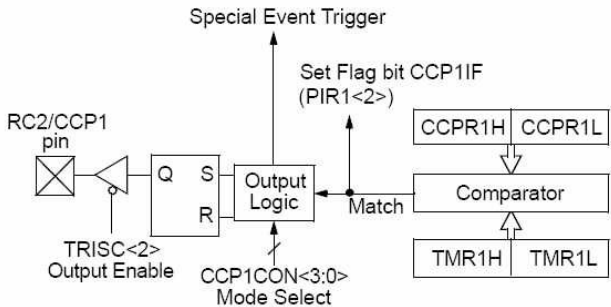 Special Event Trigger
Set Flag bit CCP1IF
(PIR1<2>)
RC2/CCP1
pin
CCPR1H CCPR1L
Q S
R
Output
Logic
Match
Comparator
TRISC<2>
Output Enable
CCP1CON<3:0>
Mode Select
TMR1H TMR1L